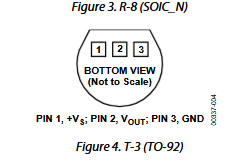 Figure 3. R-8 (SOIC_N)
1 2 3
BOTTOM VIEW
(Not to Scale)
PIN 1, +VS; PIN 2, VOUT; PIN 3, GND
00337-004
Figure 4. T-3 (TO-92)